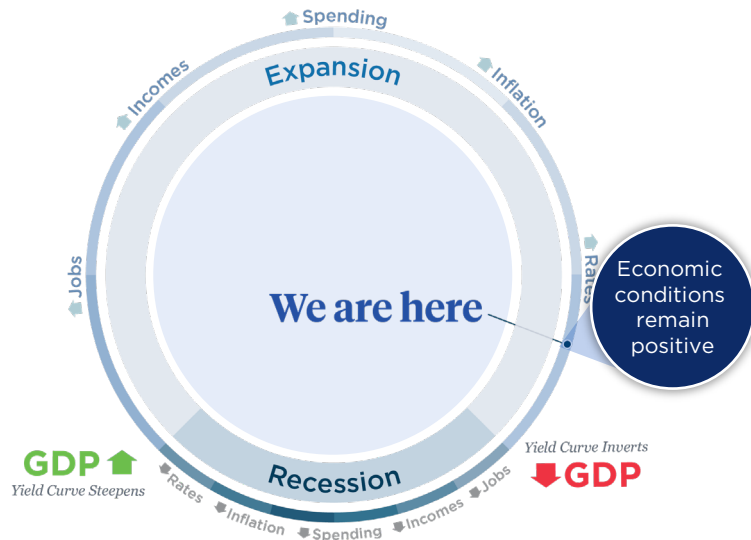 Spending
Expansion
Incomes
Inflation
Jobs
Rates
Economic
conditions
remain
positive
We are here
GDP
Yield Curve Steepens
Yield Curve Inverts
GDP
Recession
Rates
Inflation
Spending
Incomes
Jobs